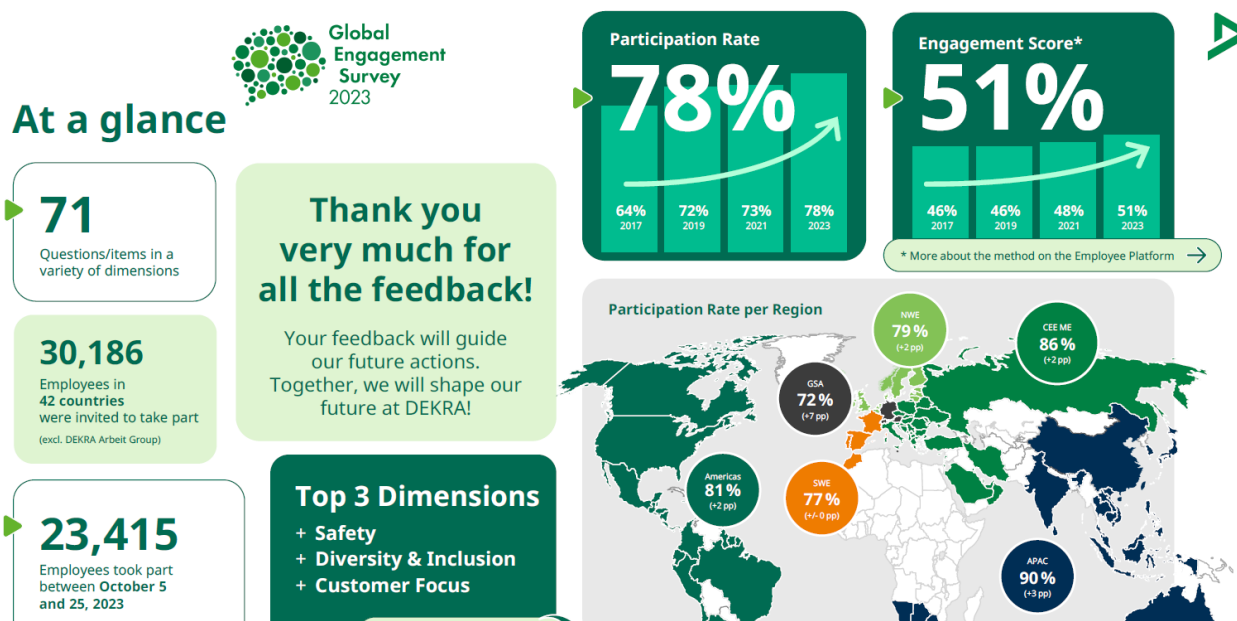 Global
Engagement
Survey
2023
At a glance
71
Questions/items in a
variety of dimensions
30,186
Employees in
42 countries
were invited to take part
(excl. DEKRA Arbeit Group)
23,415
Employees took part
between October 5
and 25, 2023
Thank you
very much for
all the feedback!
Your feedback will guide
our future actions.
Together, we will shape our
future at DEKRA!
Top 3 Dimensions
+ Safety
+ Diversity & Inclusion
+ Customer Focus
Participation Rate
78%
64% 72% 73% 78%
2017 2019 2021 2023
Engagement Score*
51%
46% 46% 48% 51%
2017 2019 2021 2023
* More about the method on the Employee Platform
Participation Rate per Region
NWE
79 %
(+2 pp)
CEE ME
86 %
(+2 pp)
GSA
72 %
(+7 pp)
Americas
81 %
(+2 pp)
SWE
77 %
(+/- 0 pp)
APAC
90 %
(+3 pp)